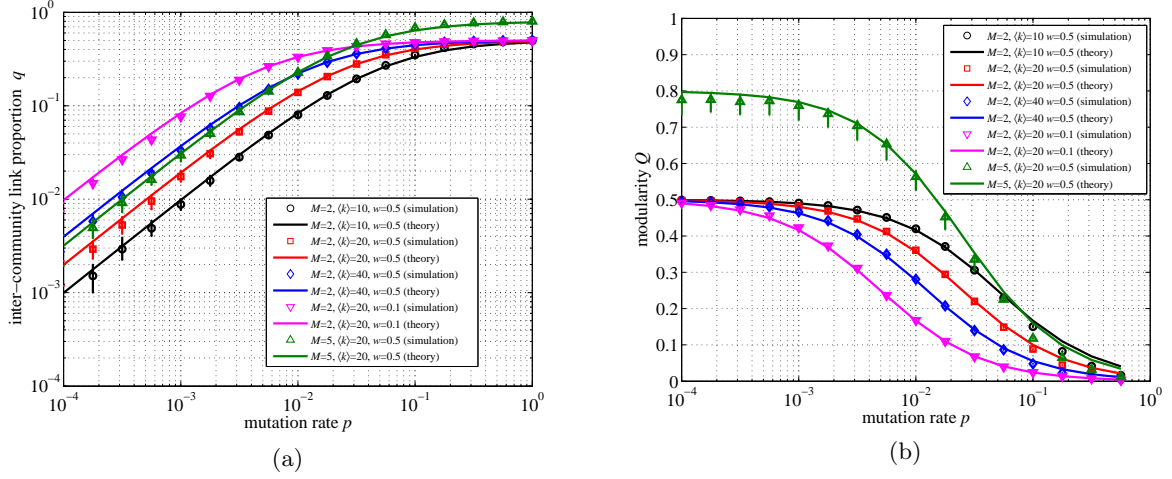 inter−community link proportion q
10⁰
10⁻¹
10⁻²
10⁻³
10⁻⁴
M=2, ⟨k⟩=10, w=0.5 (simulation)
M=2, ⟨k⟩=10, w=0.5 (theory)
M=2, ⟨k⟩=20, w=0.5 (simulation)
M=2, ⟨k⟩=20, w=0.5 (theory)
M=2, ⟨k⟩=40, w=0.5 (simulation)
M=2, ⟨k⟩=40, w=0.5 (theory)
M=2, ⟨k⟩=20, w=0.1 (simulation)
M=2, ⟨k⟩=20, w=0.1 (theory)
M=5, ⟨k⟩=20, w=0.5 (simulation)
M=5, ⟨k⟩=20, w=0.5 (theory)
10⁻⁴ 10⁻³ 10⁻² 10⁻¹ 10⁰
mutation rate p
(a)
modularity Q
1
0.9
0.8
0.7
0.6
0.5
0.4
0.3
0.2
0.1
0
M=2, ⟨k⟩=10 w=0.5 (simulation)
M=2, ⟨k⟩=10 w=0.5 (theory)
M=2, ⟨k⟩=20 w=0.5 (simulation)
M=2, ⟨k⟩=20 w=0.5 (theory)
M=2, ⟨k⟩=40 w=0.5 (simulation)
M=2, ⟨k⟩=40 w=0.5 (theory)
M=2, ⟨k⟩=20 w=0.1 (simulation)
M=2, ⟨k⟩=20 w=0.1 (theory)
M=5, ⟨k⟩=20 w=0.5 (simulation)
M=5, ⟨k⟩=20 w=0.5 (theory)
10⁻⁴ 10⁻³ 10⁻² 10⁻¹ 10⁰
mutation rate p
(b)